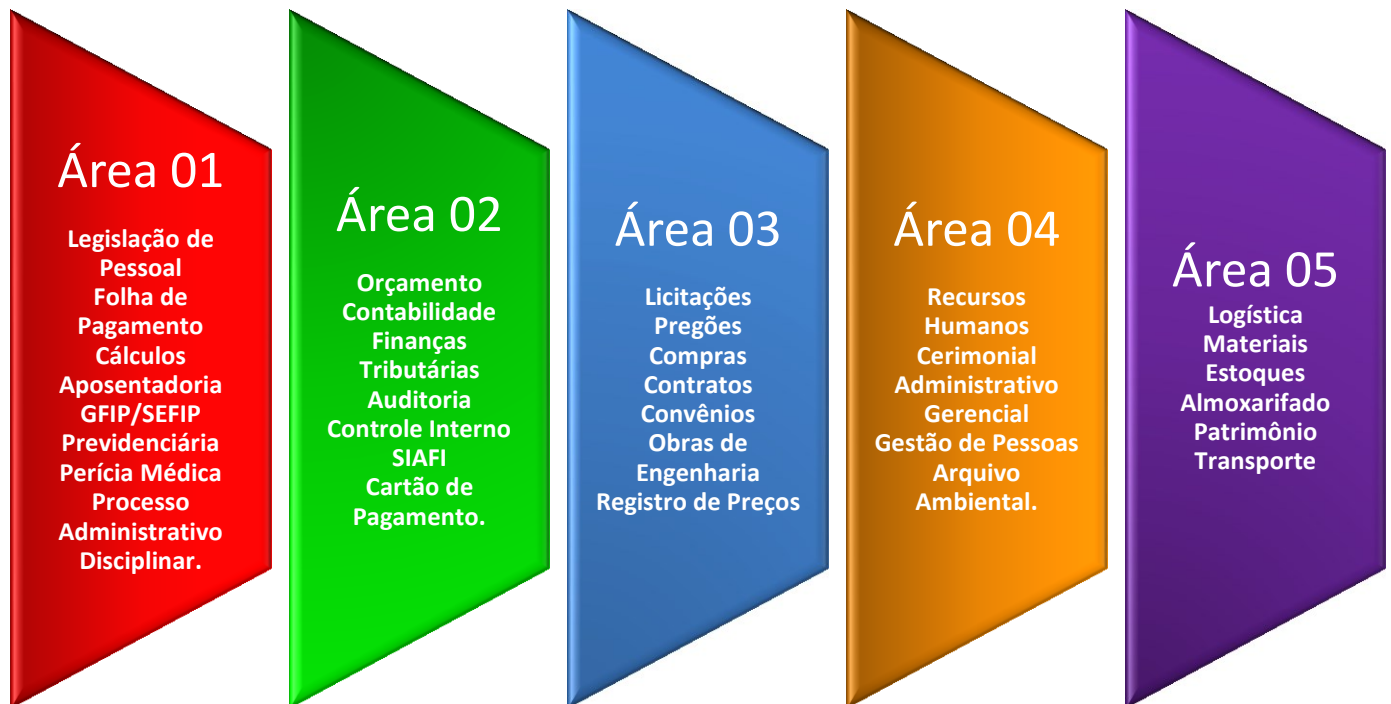 Área 01
Legislação de
Pessoal
Folha de
Pagamento
Cálculos
Aposentadoria
GFIP/SEFIP
Previdenciária
Perícia Médica
Processo
Administrativo
Disciplinar.
Área 02
Orçamento
Contabilidade
Finanças
Tributárias
Auditoria
Controle Interno
SIAFI
Cartão de
Pagamento.
Área 03
Licitações
Pregões
Compras
Contratos
Convênios
Obras de
Engenharia
Registro de Preços
Área 04
Recursos
Humanos
Cerimonial
Administrativo
Gerencial
Gestão de Pessoas
Arquivo
Ambiental.
Área 05
Logística
Materiais
Estoques
Almoxarifado
Patrimônio
Transporte